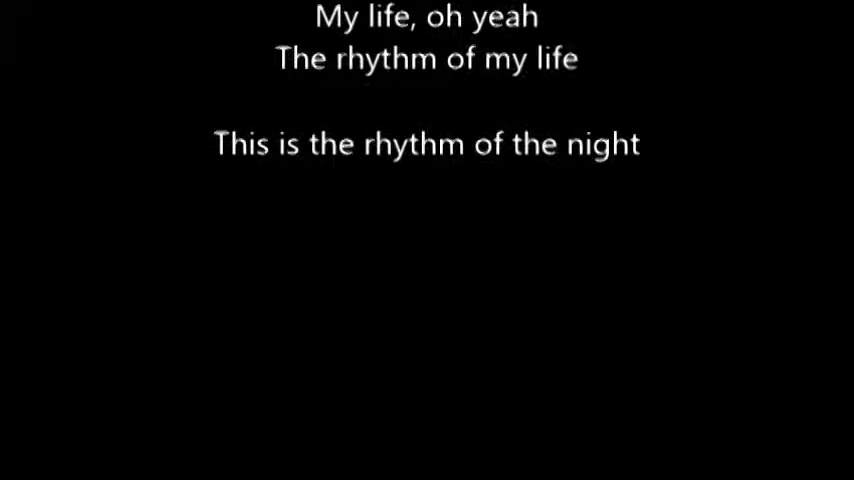 My life, oh yeah
The rhythm of my life
This is the rhythm of the night